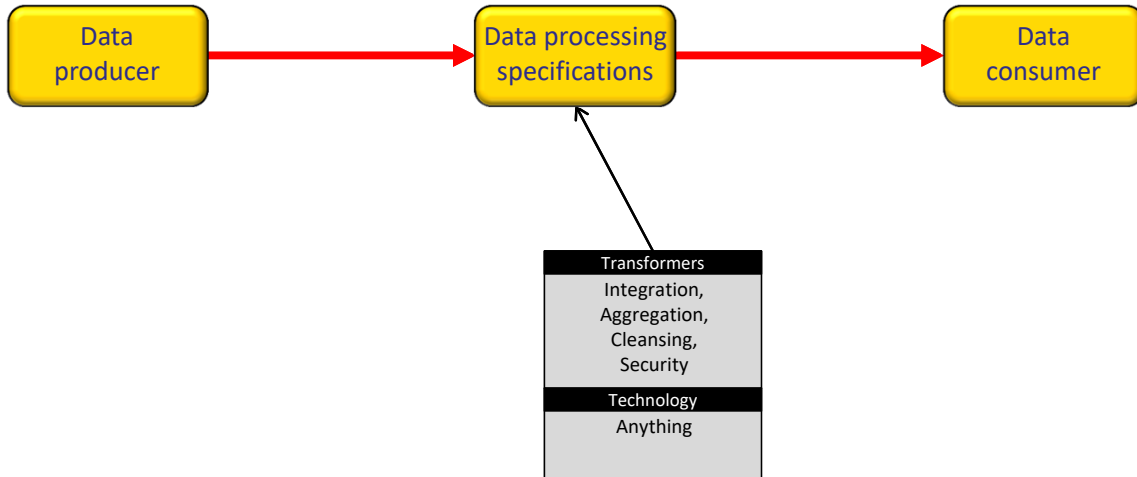 Data
producer
Data processing
specifications
Data
consumer
Transformers
Integration,
Aggregation,
Cleansing,
Security
Technology
Anything